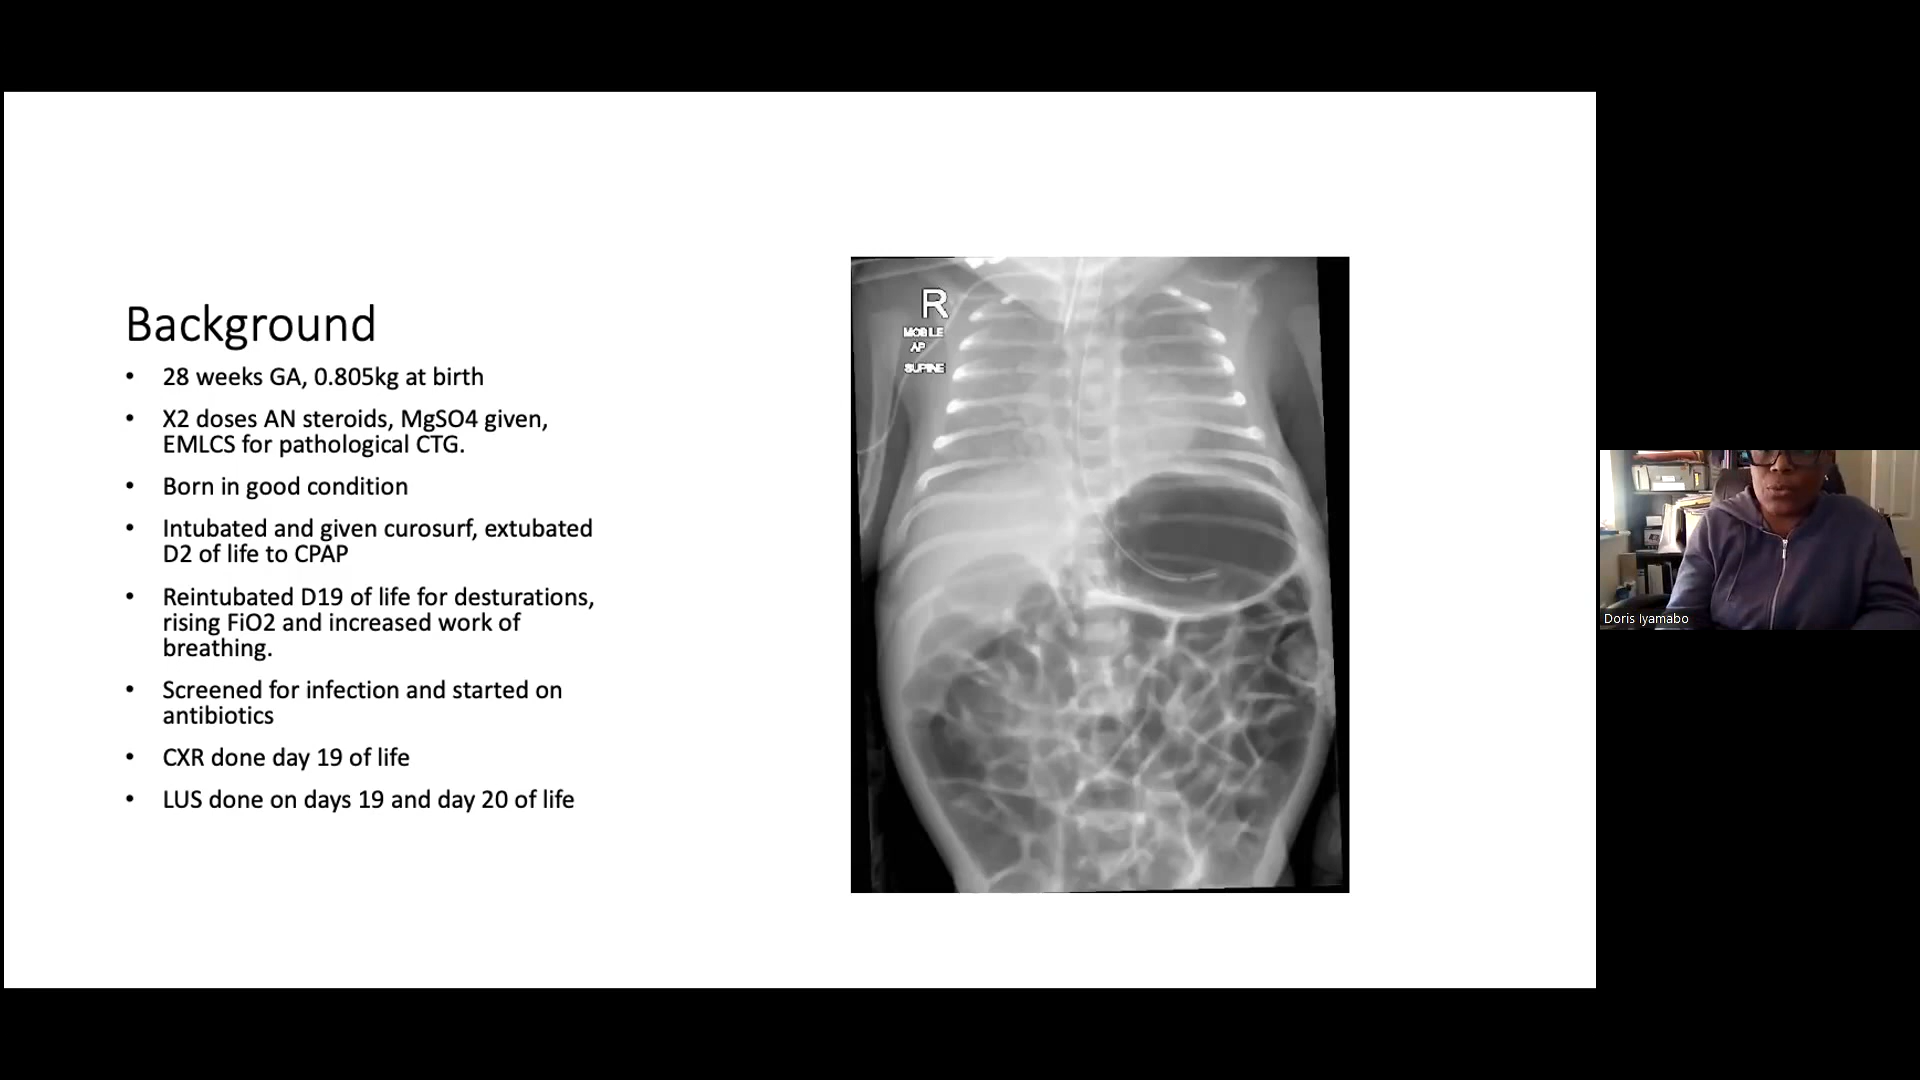 Background
• 28 weeks GA, 0.805kg at birth
• X2 doses AN steroids, MgSO4 given,
EMLCS for pathological CTG.
• Born in good condition
• Intubated and given curosurf, extubated
D2 of life to CPAP
• Reintubated D19 of life for desturations,
rising FiO2 and increased work of
breathing.
• Screened for infection and started on
antibiotics
• CXR done day 19 of life
• LUS done on days 19 and day 20 of life
R
MOBILE
AP
SUPINE
Doris Iyamabo